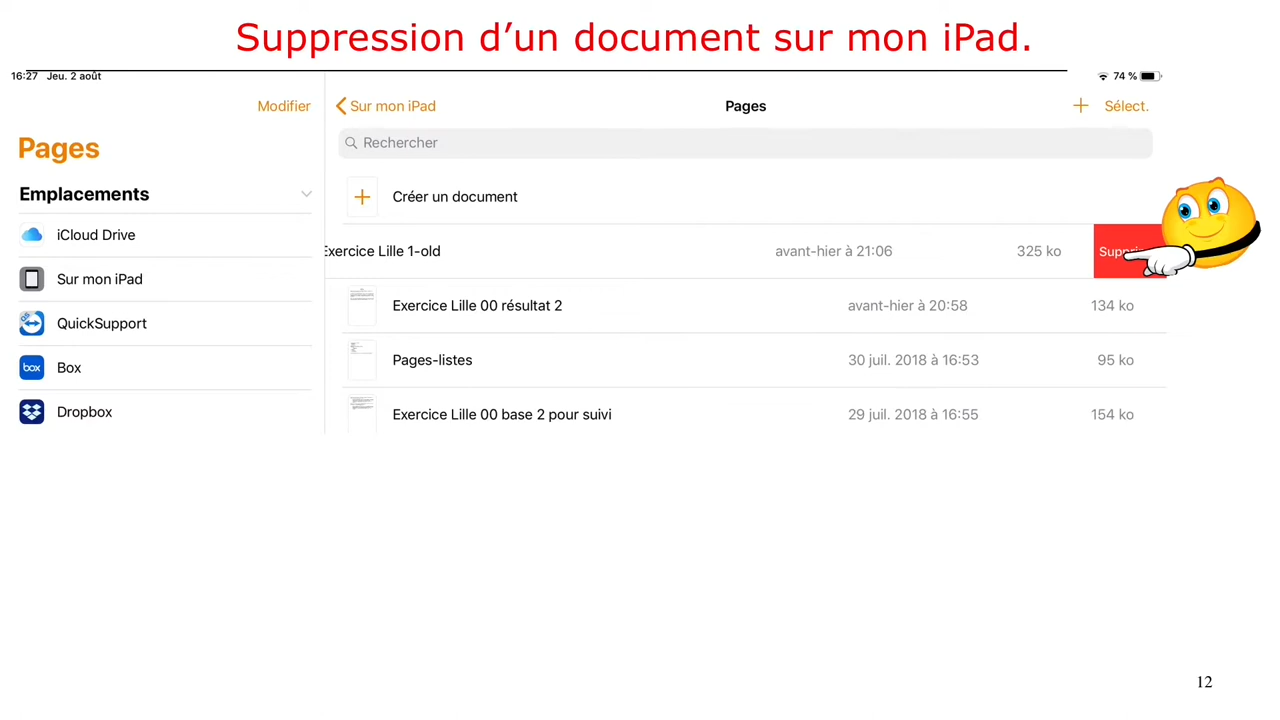 Suppression d’un document sur mon iPad.
16:27 Jeu. 2 août 74 %
Modifier Sur mon iPad Pages Sélect.
Pages
Rechercher
Emplacements
Créer un document
iCloud Drive
Exercice Lille 1-old avant-hier à 21:06 325 ko
Sur mon iPad
Exercice Lille 00 résultat 2 avant-hier à 20:58 134 ko
QuickSupport
Box
Pages-listes 30 juil. 2018 à 16:53 95 ko
Dropbox
Exercice Lille 00 base 2 pour suivi 29 juil. 2018 à 16:55 154 ko
12